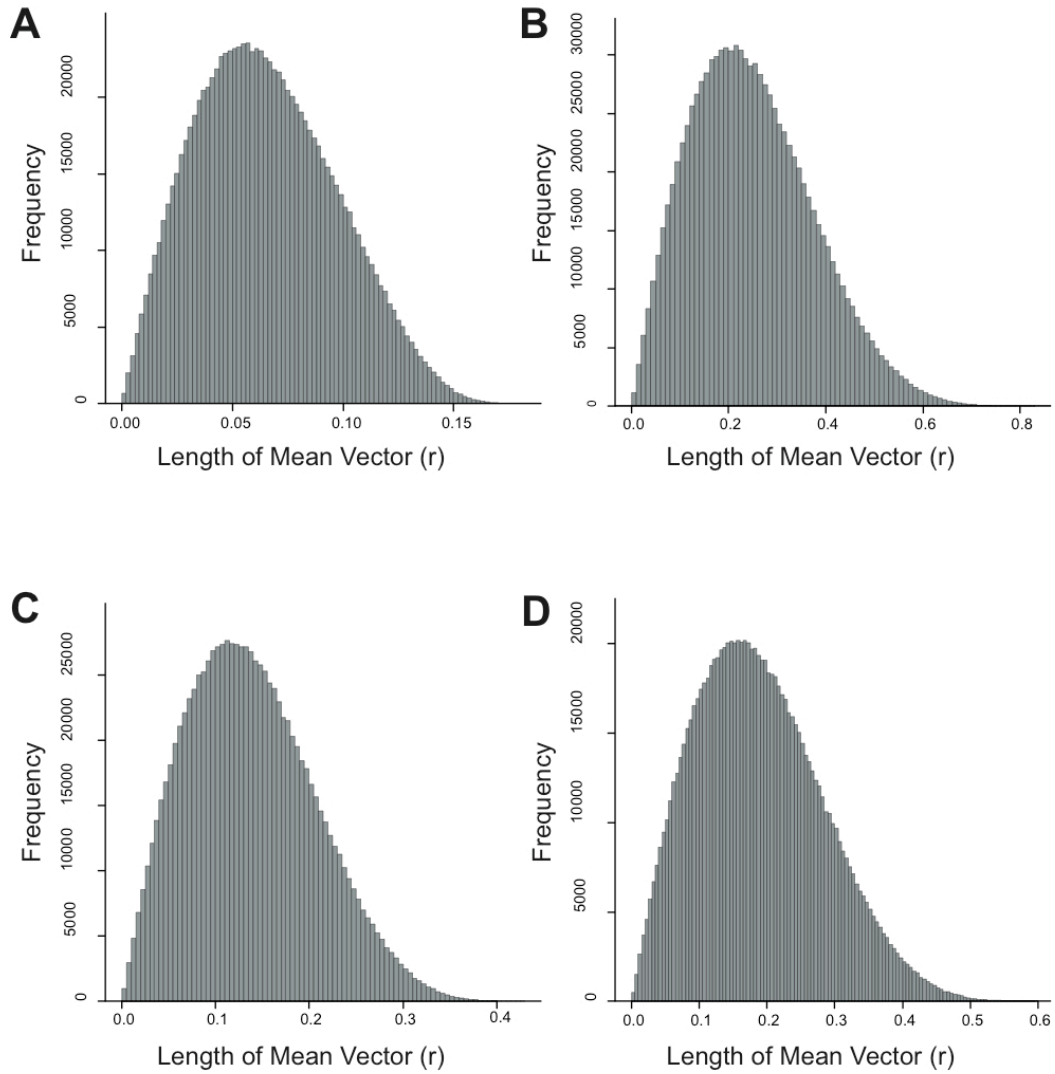 A
Frequency
20000
15000
10000
5000
0
0.00 0.05 0.10 0.15
Length of Mean Vector (r)
B
Frequency
30000
25000
20000
15000
10000
5000
0
0.0 0.2 0.4 0.6 0.8
Length of Mean Vector (r)
C
Frequency
25000
20000
15000
10000
5000
0
0.0 0.1 0.2 0.3 0.4
Length of Mean Vector (r)
D
Frequency
20000
15000
10000
5000
0
0.0 0.1 0.2 0.3 0.4 0.5 0.6
Length of Mean Vector (r)